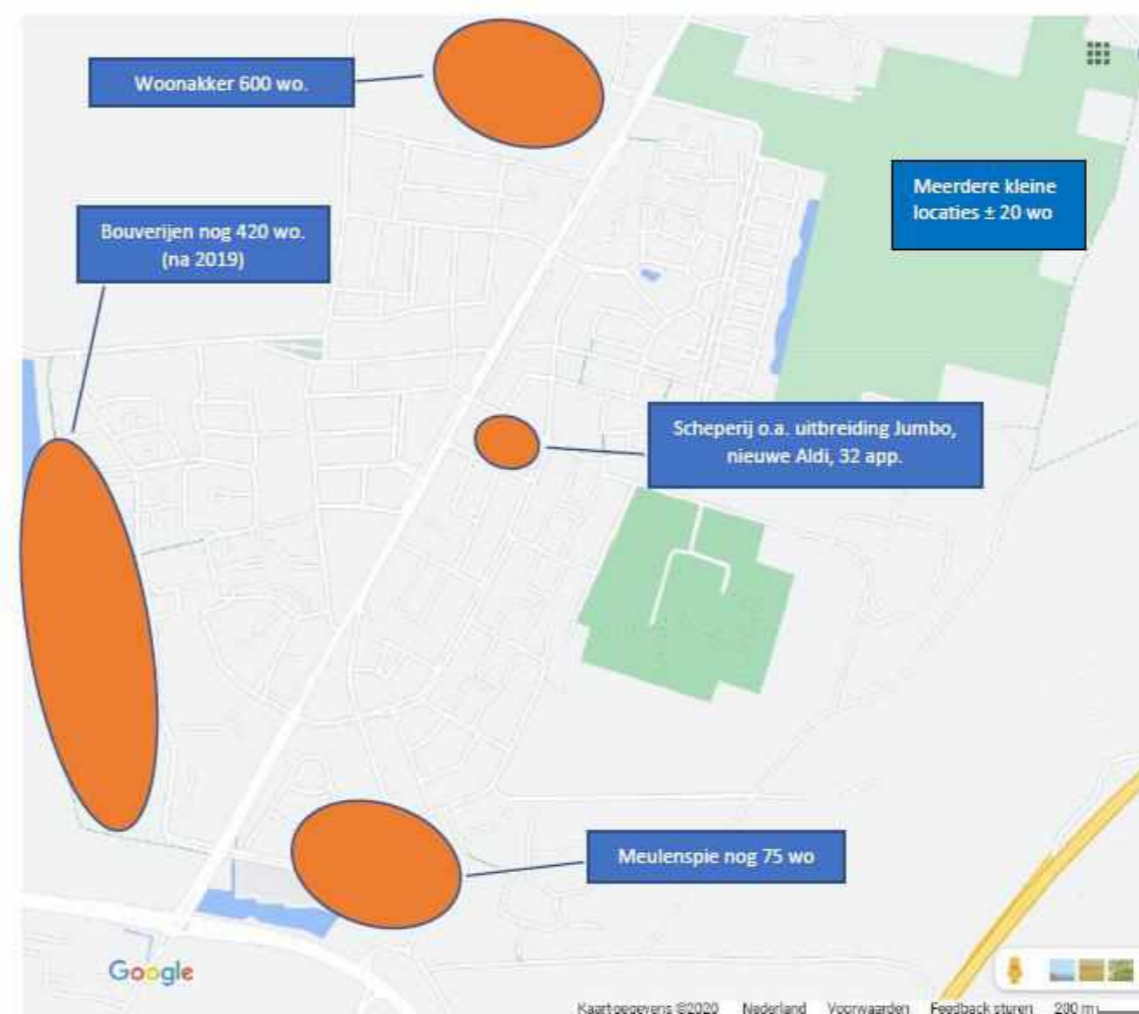 Woonakker 600 wo.
Meerdere kleine
locaties ± 20 wo
Bouverijen nog 420 wo.
(na 2019)
Scheperij o.a. uitbreiding Jumbo,
nieuwe Aldi, 32 app.
Meulenspie nog 75 wo
Google
Kaartgegevens ©2020 Nederland Voorwaarden Feedback sturen 200 m